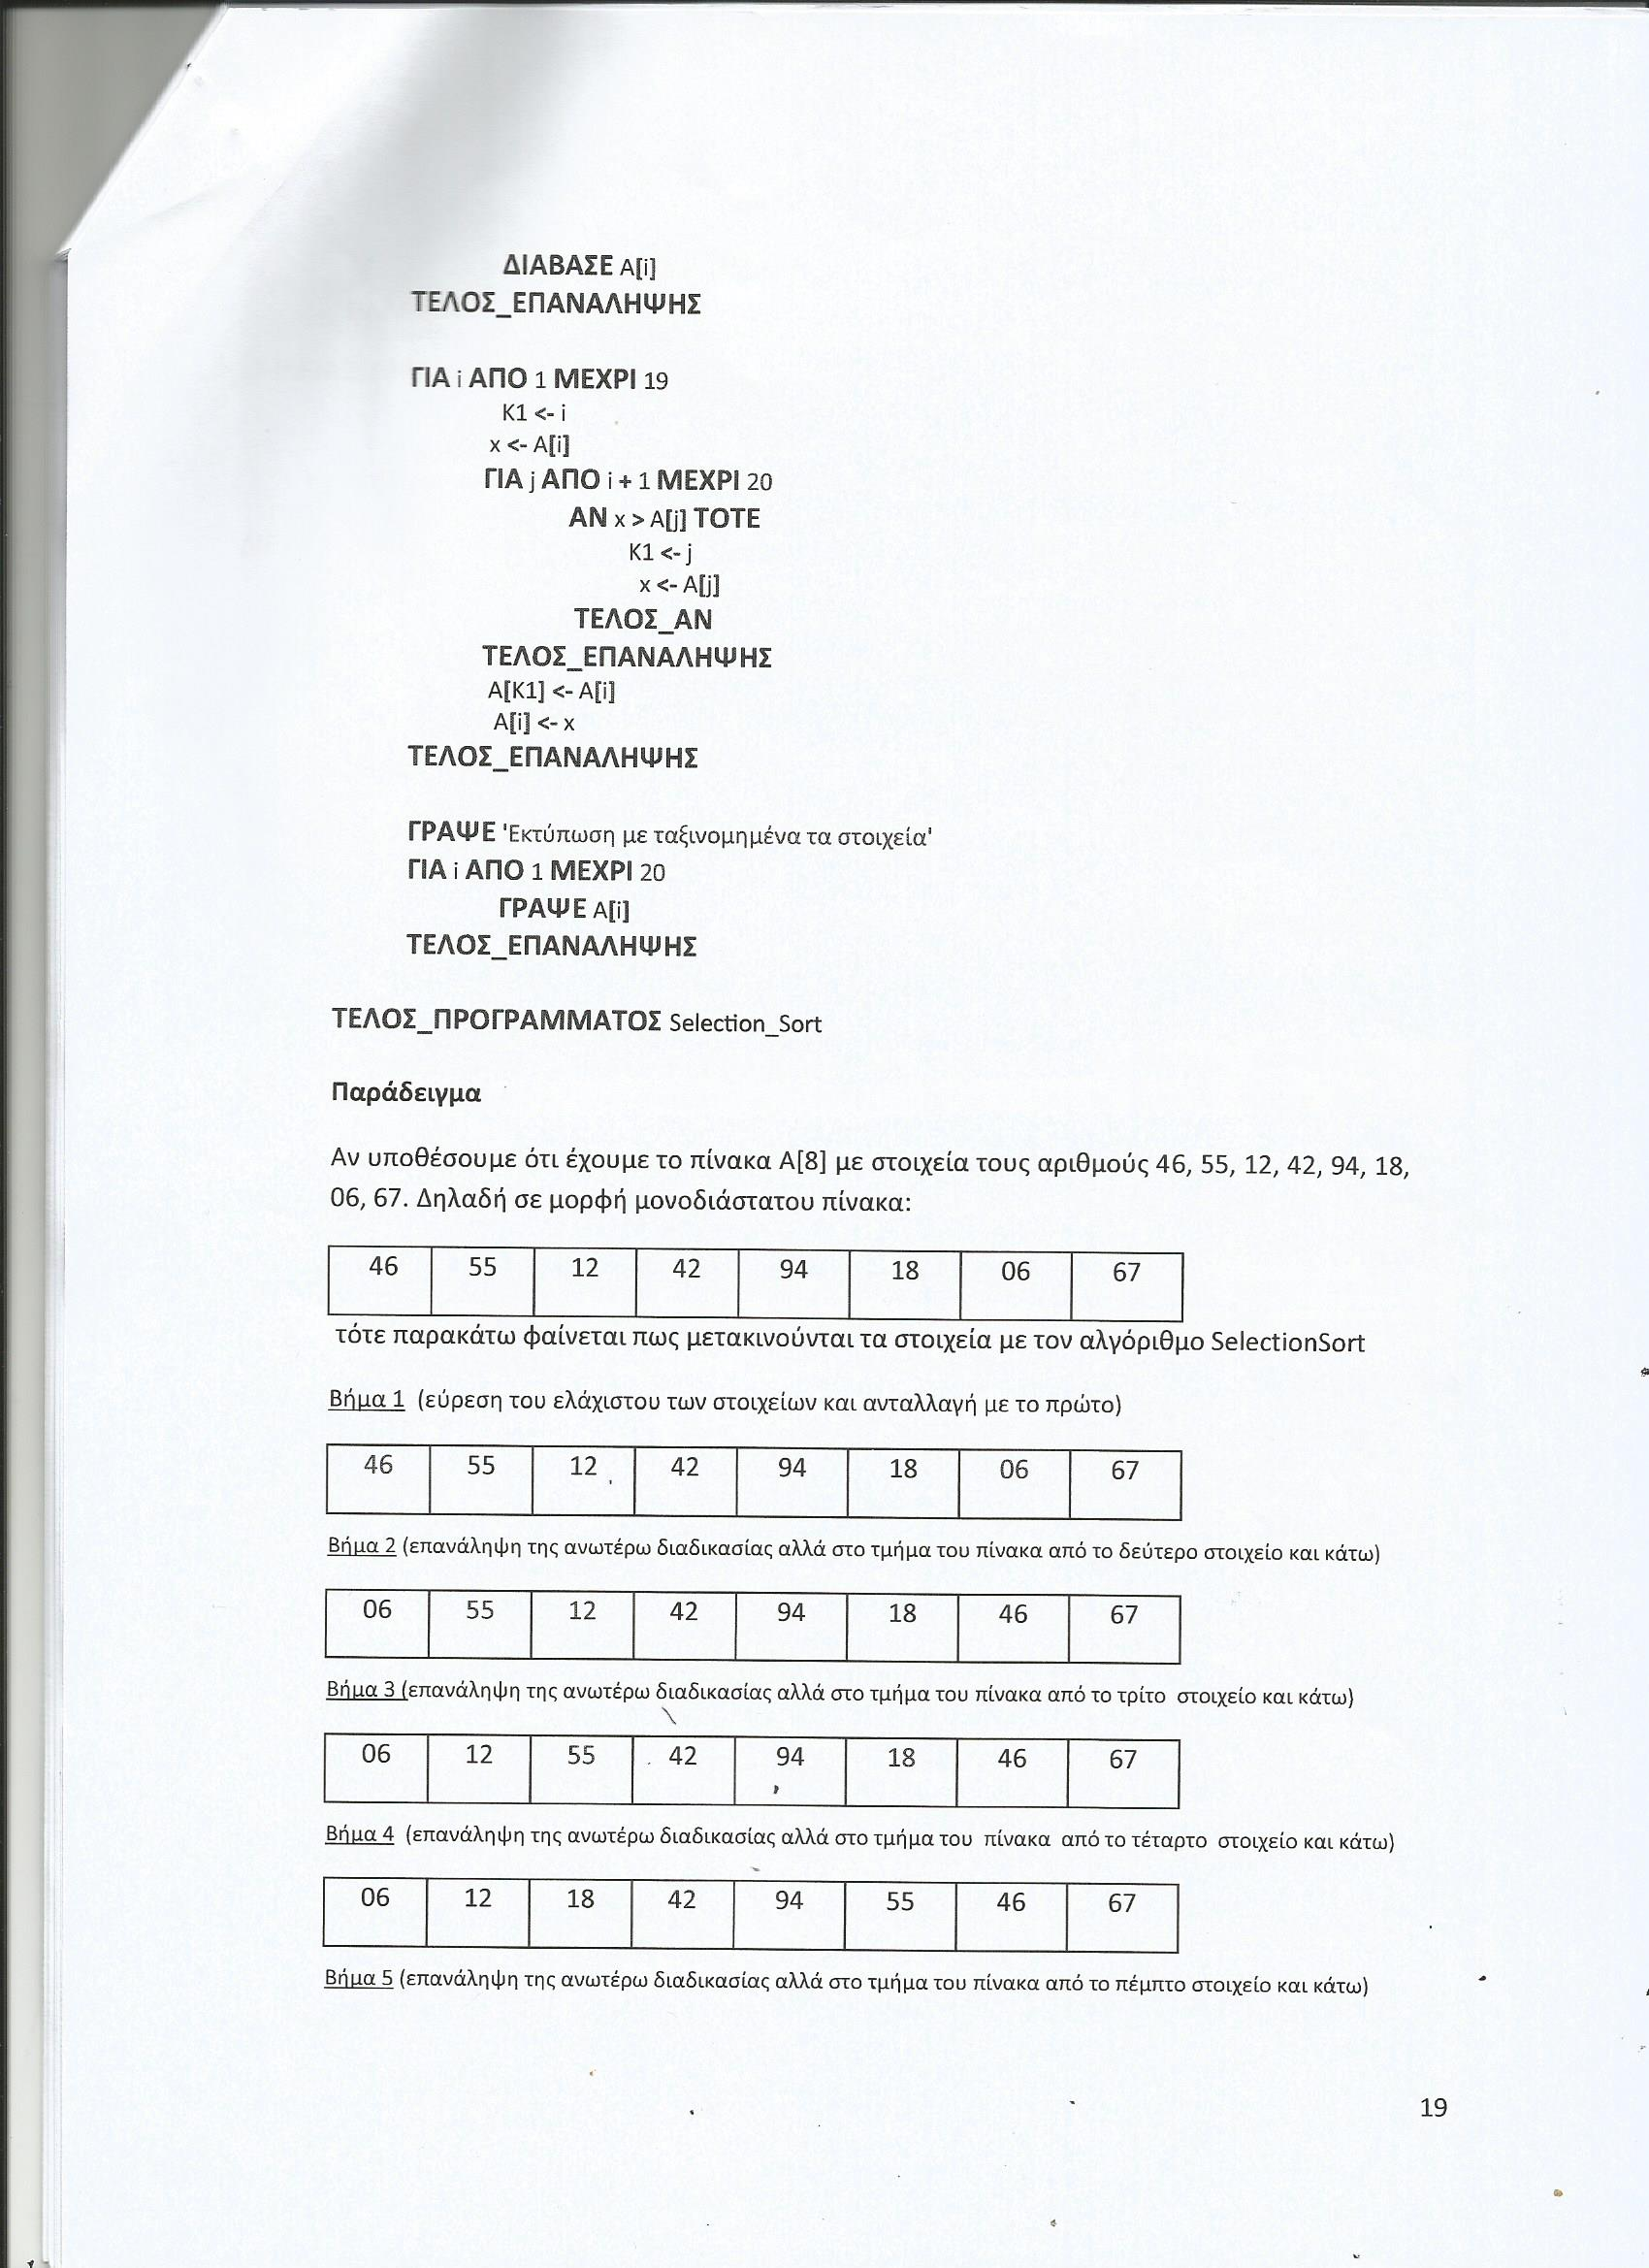 ΔΙΑΒΑΣΕ A[i]
ΤΕΛΟΣ_ΕΠΑΝΑΛΗΨΗΣ
ΓΙΑ i ΑΠΟ 1 ΜΕΧΡΙ 19
K1 <- i
x <- A[i]
ΓΙΑ j ΑΠΟ i + 1 ΜΕΧΡΙ 20
ΑΝ x > A[j] ΤΟΤΕ
K1 <- j
x <- A[j]
ΤΕΛΟΣ_ΑΝ
ΤΕΛΟΣ_ΕΠΑΝΑΛΗΨΗΣ
A[K1] <- A[i]
A[i] <- x
ΤΕΛΟΣ_ΕΠΑΝΑΛΗΨΗΣ
ΓΡΑΨΕ 'Εκτύπωση με ταξινομημένα τα στοιχεία'
ΓΙΑ i ΑΠΟ 1 ΜΕΧΡΙ 20
ΓΡΑΨΕ A[i]
ΤΕΛΟΣ_ΕΠΑΝΑΛΗΨΗΣ
ΤΕΛΟΣ_ΠΡΟΓΡΑΜΜΑΤΟΣ Selection_Sort
Παράδειγμα
Αν υποθέσουμε ότι έχουμε το πίνακα Α[8] με στοιχεία τους αριθμούς 46, 55, 12, 42, 94, 18,
06, 67. Δηλαδή σε μορφή μονοδιάστατου πίνακα:
46 55 12 42 94 18 06 67
τότε παρακάτω φαίνεται πως μετακινούνται τα στοιχεία με τον αλγόριθμο SelectionSort
Βήμα 1 (εύρεση του ελάχιστου των στοιχείων και ανταλλαγή με το πρώτο)
46 55 12 42 94 18 06 67
Βήμα 2 (επανάληψη της ανωτέρω διαδικασίας αλλά στο τμήμα του πίνακα από το δεύτερο στοιχείο και κάτω)
06 55 12 42 94 18 46 67
Βήμα 3 (επανάληψη της ανωτέρω διαδικασίας αλλά στο τμήμα του πίνακα από το τρίτο στοιχείο και κάτω)
06 12 55 42 94 18 46 67
Βήμα 4 (επανάληψη της ανωτέρω διαδικασίας αλλά στο τμήμα του πίνακα από το τέταρτο στοιχείο και κάτω)
06 12 18 42 94 55 46 67
Βήμα 5 (επανάληψη της ανωτέρω διαδικασίας αλλά στο τμήμα του πίνακα από το πέμπτο στοιχείο και κάτω)
19